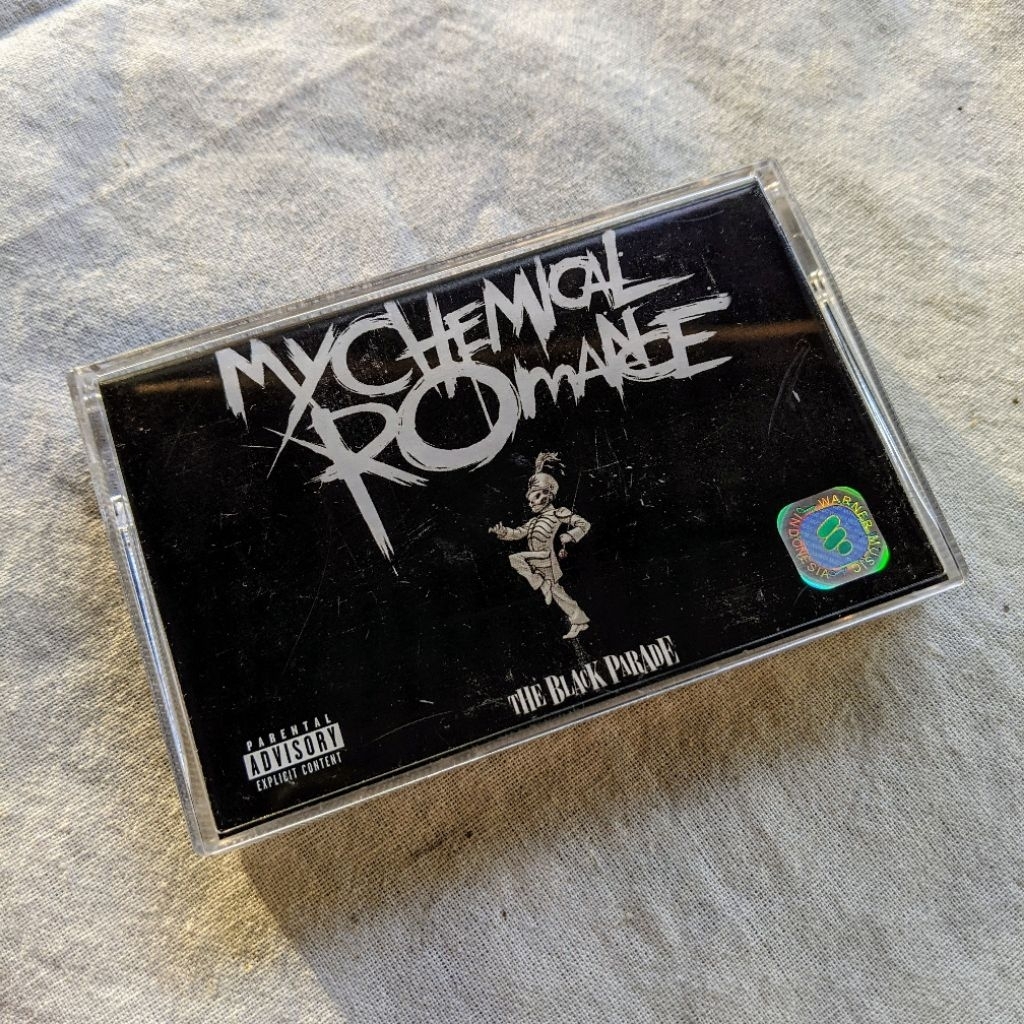 MY CHEMICAL
ROMANCE
THE BLACK PARADE
PARENTAL
ADVISORY
EXPLICIT CONTENT
WARNER MUSIC
INDONESIA